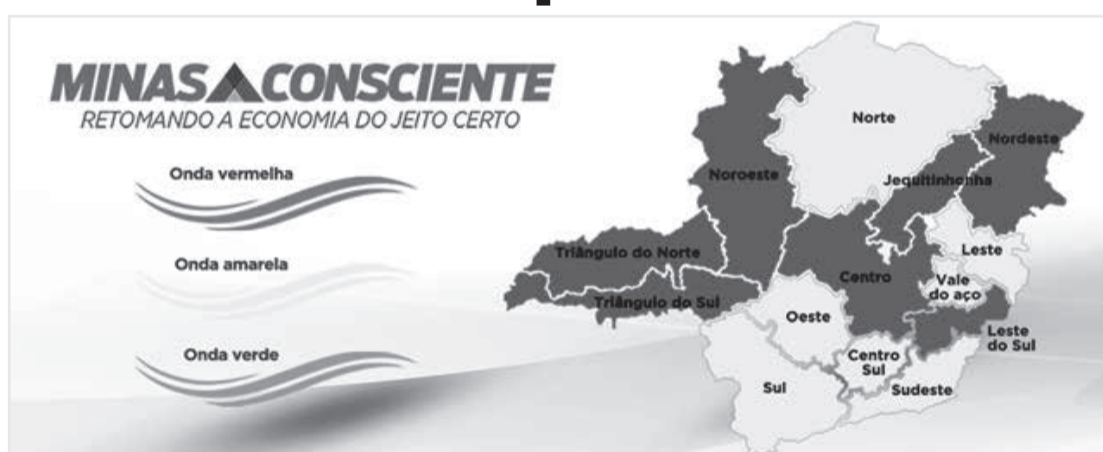 MINAS CONSCIENTE
RETOMANDO A ECONOMIA DO JEITO CERTO
Onda vermelha
Onda amarela
Onda verde
Norte
Nordeste
Noroeste
Jequitinhonha
Triângulo do Norte
Leste
Centro
Vale
do aço
Triângulo do Sul
Oeste
Leste
do Sul
Centro
Sul
Sul
Sudeste